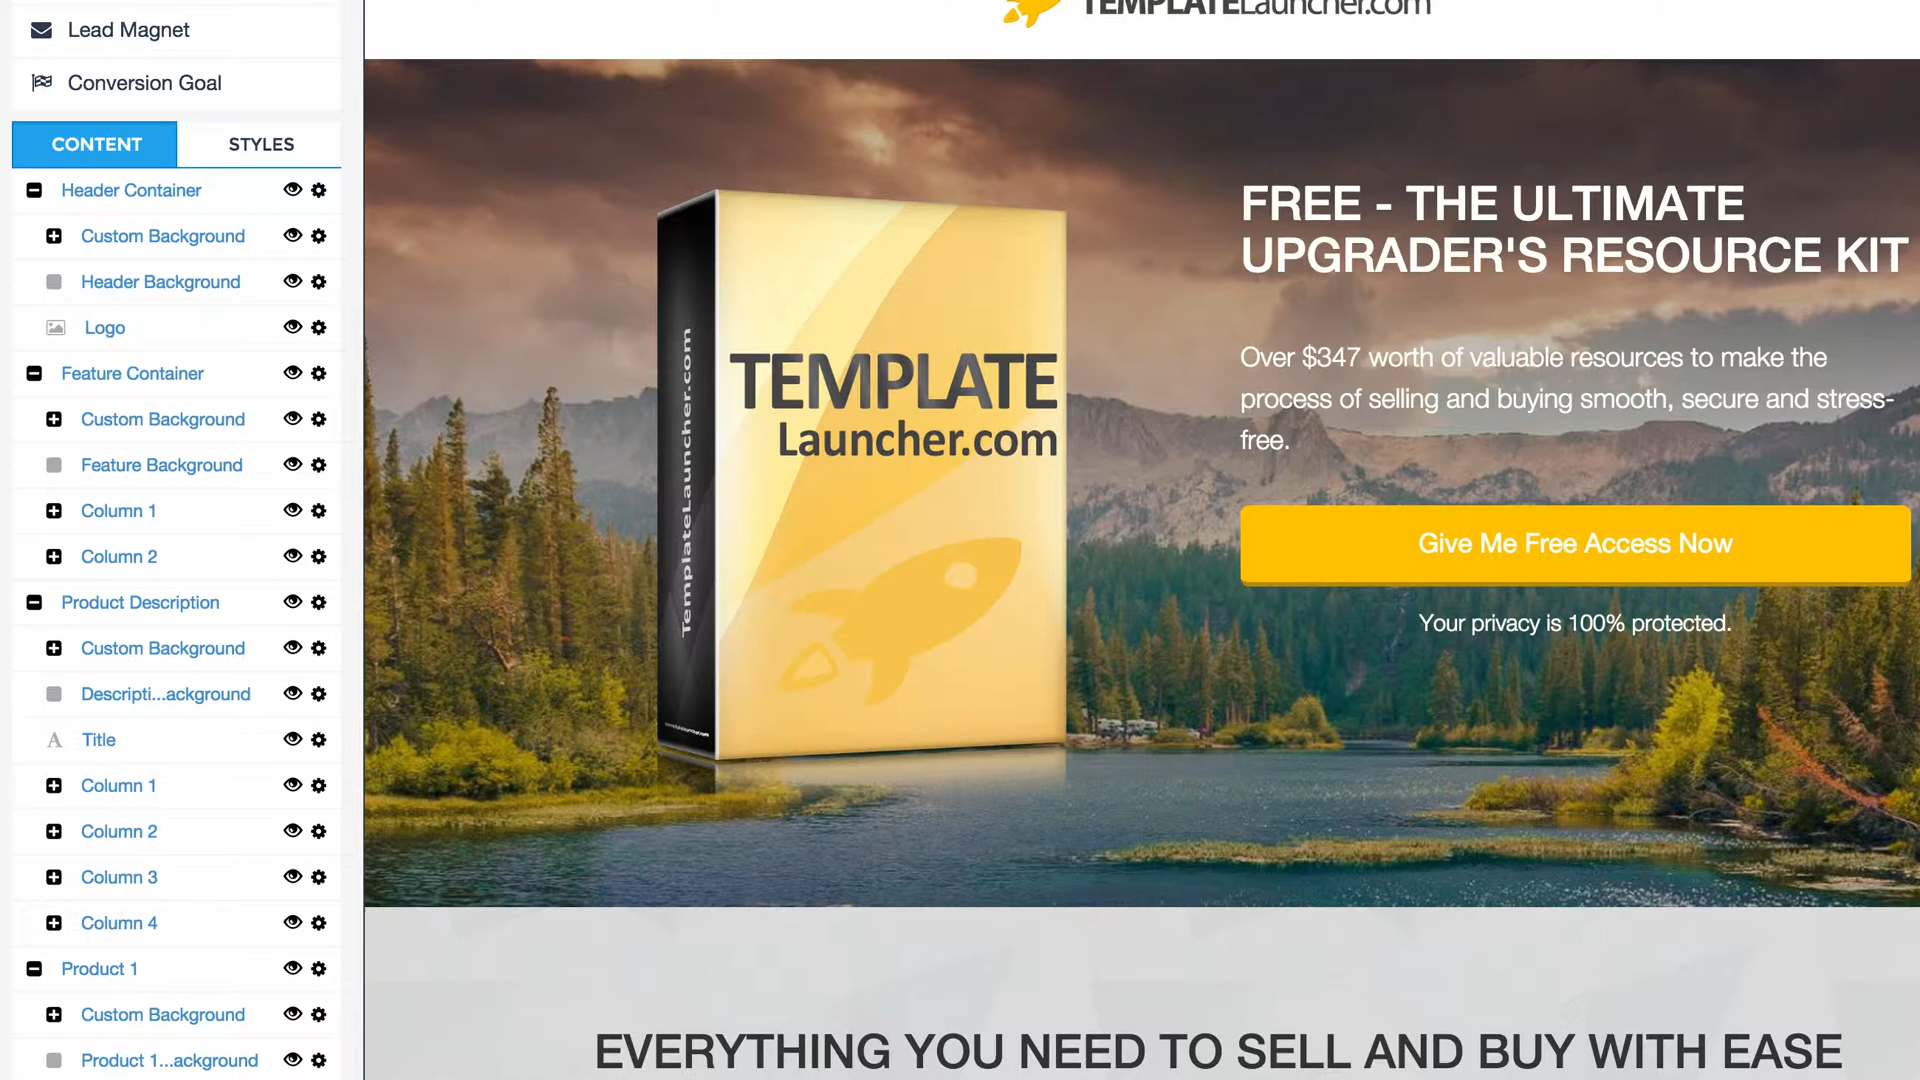 Lead Magnet
Conversion Goal
CONTENT
STYLES
Header Container
Custom Background
Header Background
Logo
Feature Container
Custom Background
Feature Background
Column 1
Column 2
Product Description
Custom Background
Descripti...ackground
Title
Column 1
Column 2
Column 3
Column 4
Product 1
Custom Background
Product 1...ackground
TEMPLATELauncher.com
TemplateLauncher.com
TEMPLATE
Launcher.com
FREE - THE ULTIMATE
UPGRADER'S RESOURCE KIT
Over $347 worth of valuable resources to make the
process of selling and buying smooth, secure and stress-
free.
Give Me Free Access Now
Your privacy is 100% protected.
EVERYTHING YOU NEED TO SELL AND BUY WITH EASE